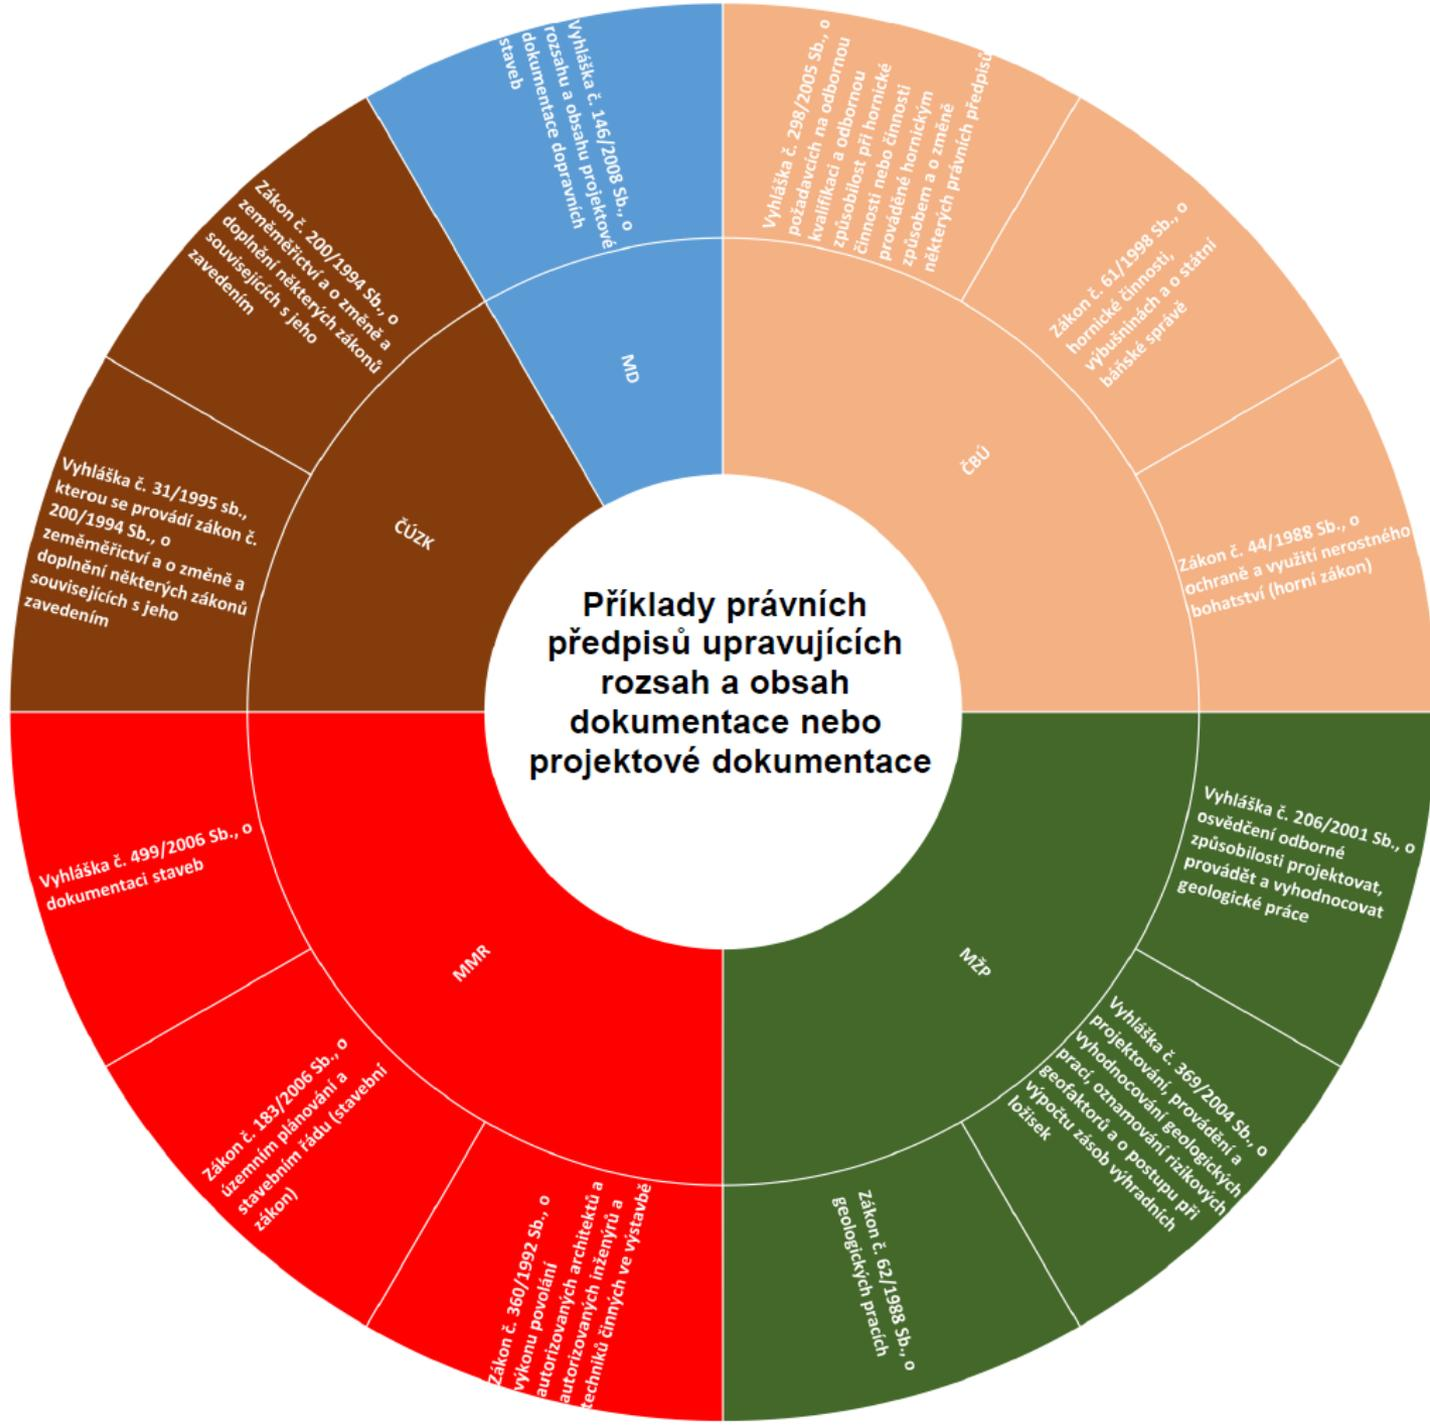 Příklady právních
předpisů upravujících
rozsah a obsah
dokumentace nebo
projektové dokumentace
ČBÚ
Vyhláška č. 298/2005 Sb., o
požadavcích na odbornou
kvalifikaci a odbornou
způsobilost při hornické
činnosti nebo činnosti
prováděné hornickým
způsobem a o změně
některých právních předpisů
Zákon č. 61/1998 Sb., o
hornické činnosti,
výbušninách a o státní
báňské správě
Zákon č. 44/1988 Sb., o
ochraně a využití nerostného
bohatství (horní zákon)
MŽP
Vyhláška č. 206/2001 Sb., o
osvědčení odborné
způsobilosti projektovat,
provádět a vyhodnocovat
geologické práce
Vyhláška č. 369/2004 Sb., o
projektování, provádění a
vyhodnocování geologických
prací, oznamování rizikových
geofaktorů a o postupu při
výpočtu zásob výhradních
ložisek
Zákon č. 62/1988 Sb., o
geologických pracích
MMR
Zákon č. 360/1992 Sb., o
výkonu povolání
autorizovaných architektů a
autorizovaných inženýrů a
techniků činných ve výstavbě
Zákon č. 183/2006 Sb., o
územním plánování a
stavebním řádu (stavební
zákon)
Vyhláška č. 499/2006 Sb., o
dokumentaci staveb
ČÚZK
Vyhláška č. 31/1995 sb.,
kterou se provádí zákon č.
200/1994 Sb., o
zeměměřictví a o změně a
doplnění některých zákonů
souvisejících s jeho
zavedením
Zákon č. 200/1994 Sb., o
zeměměřictví a o změně a
doplnění některých zákonů
souvisejících s jeho
zavedením
MD
Vyhláška č. 146/2008 Sb., o
rozsahu a obsahu projektové
dokumentace dopravních
staveb